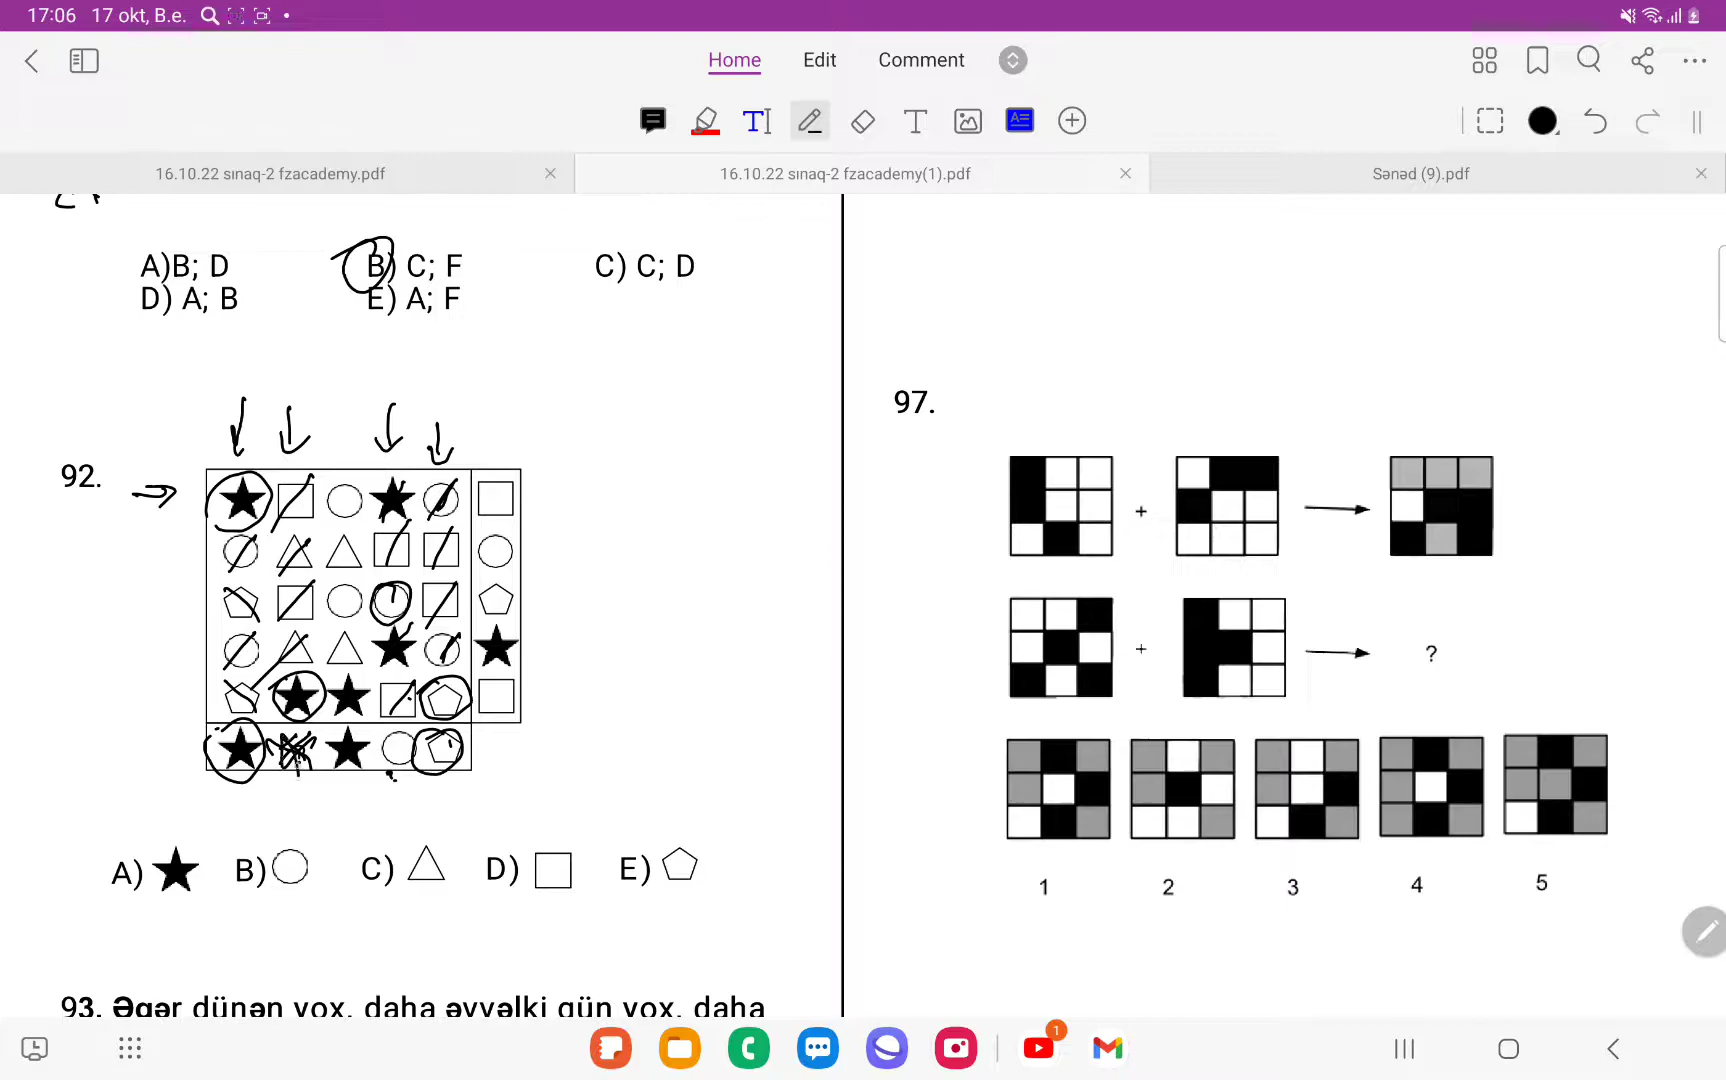 17:06 17 okt, B.e.
Home Edit Comment
16.10.22 sınaq-2 fzacademy.pdf
16.10.22 sınaq-2 fzacademy(1).pdf
Sənəd (9).pdf
A)B; D B) C; F C) C; D
D) A; B E) A; F
92.
A) B) C) D) E)
93. Əgər dünən yox, daha əvvəlki gün yox, daha
97.
+
+ ?
1 2 3 4 5
1